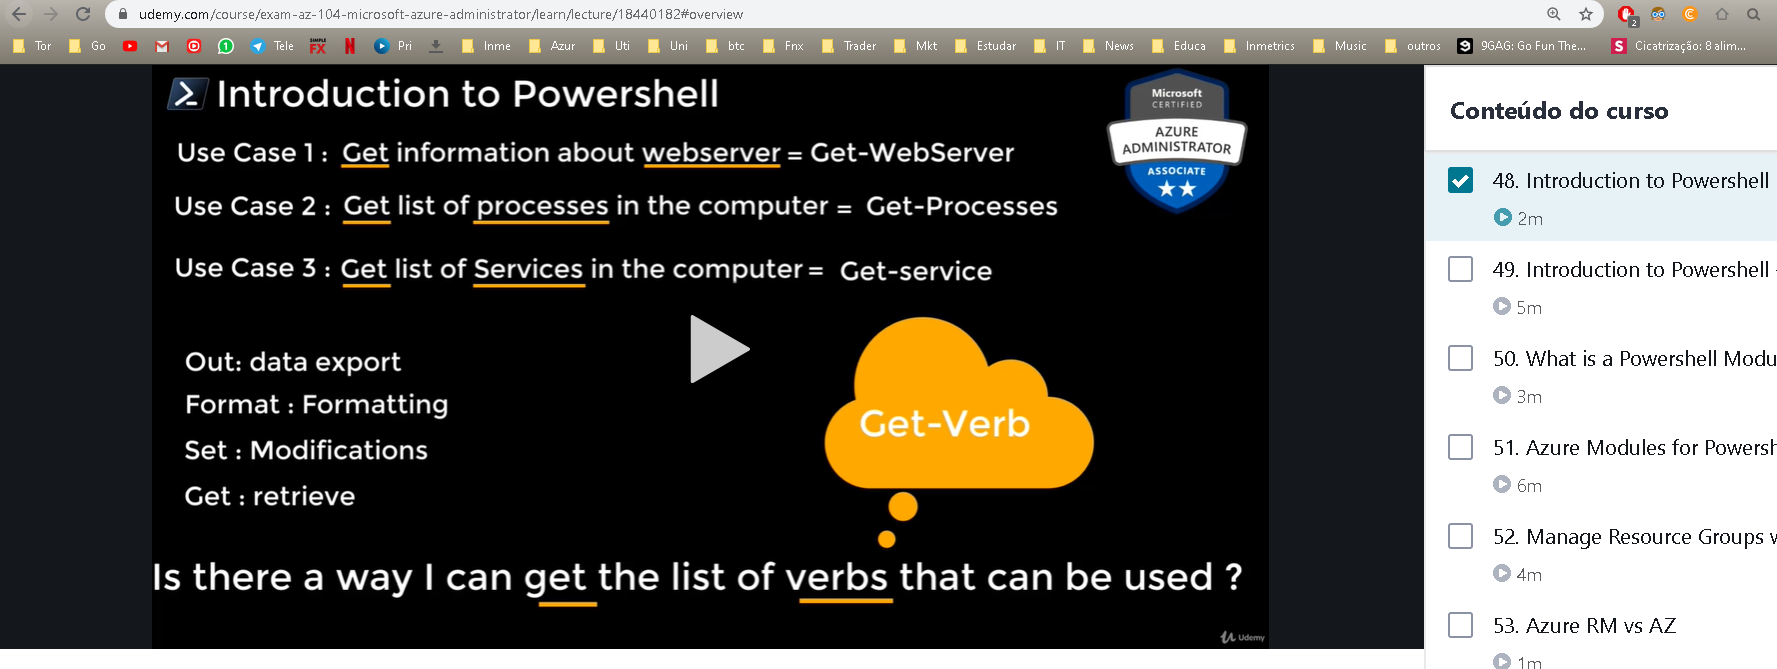 udemy.com/course/exam-az-104-microsoft-azure-administrator/learn/lecture/18440182#overview
2
Tor Go Tele SIMPLE FX N Pri Inme Azur Uti Uni btc Fnx Trader Mkt Estudar IT News Educa Inmetrics Music outros 9GAG: Go Fun The... S Cicatrização: 8 alim...
Introduction to Powershell
Use Case 1 : Get information about webserver = Get-WebServer
Use Case 2 : Get list of processes in the computer = Get-Processes
Use Case 3 : Get list of Services in the computer = Get-service
Microsoft
CERTIFIED
AZURE
ADMINISTRATOR
ASSOCIATE
Out: data export
Format : Formatting
Set : Modifications
Get : retrieve
Get-Verb
Is there a way I can get the list of verbs that can be used ?
Udemy
Conteúdo do curso
48. Introduction to Powershell
2m
49. Introduction to Powershell
5m
50. What is a Powershell Modu
3m
51. Azure Modules for Powersh
6m
52. Manage Resource Groups
4m
53. Azure RM vs AZ
1m